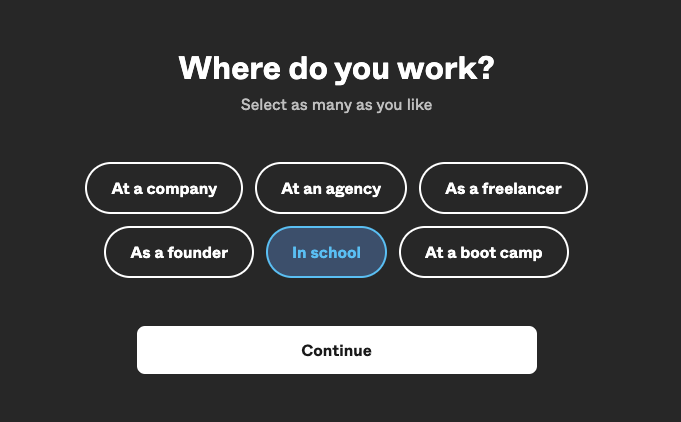 Where do you work?
Select as many as you like
At a company At an agency As a freelancer
As a founder In school At a boot camp
Continue